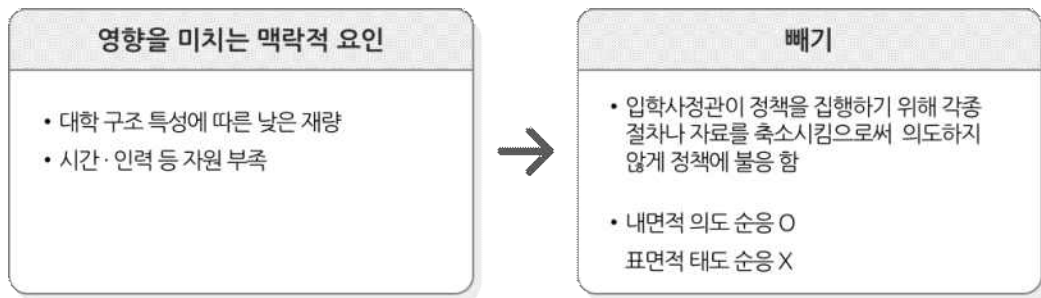 영향을 미치는 맥락적 요인
• 대학 구조 특성에 따른 낮은 재량
• 시간 · 인력 등 자원 부족
빼기
• 입학사정관이 정책을 집행하기 위해 각종
절차나 자료를 축소시킴으로써 의도하지
않게 정책에 불응 함
• 내면적 의도 순응 O
표면적 태도 순응 X